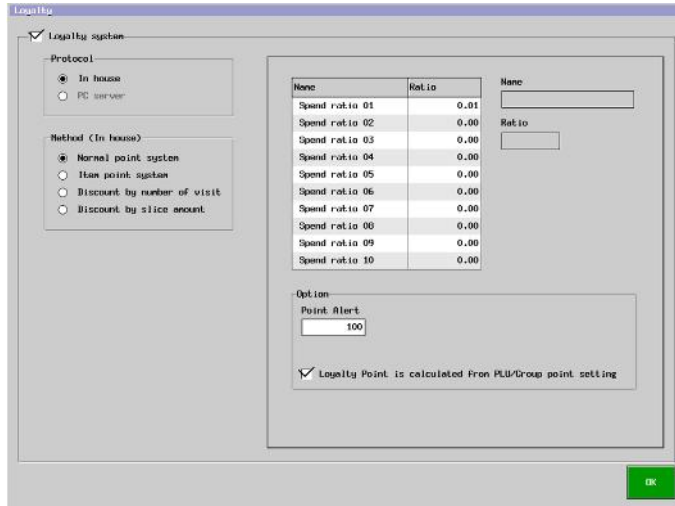 Loyalty
Loyalty system
Protocol
In house
PC server
Method (In house)
Normal point system
Item point system
Discount by number of visit
Discount by slice amount
Name Ratio
Spend ratio 01 0.01
Spend ratio 02 0.00
Spend ratio 03 0.00
Spend ratio 04 0.00
Spend ratio 05 0.00
Spend ratio 06 0.00
Spend ratio 07 0.00
Spend ratio 08 0.00
Spend ratio 09 0.00
Spend ratio 10 0.00
Name
Ratio
Option
Point Alert
100
Loyalty Point is calculated From PLU/Group point setting
OK